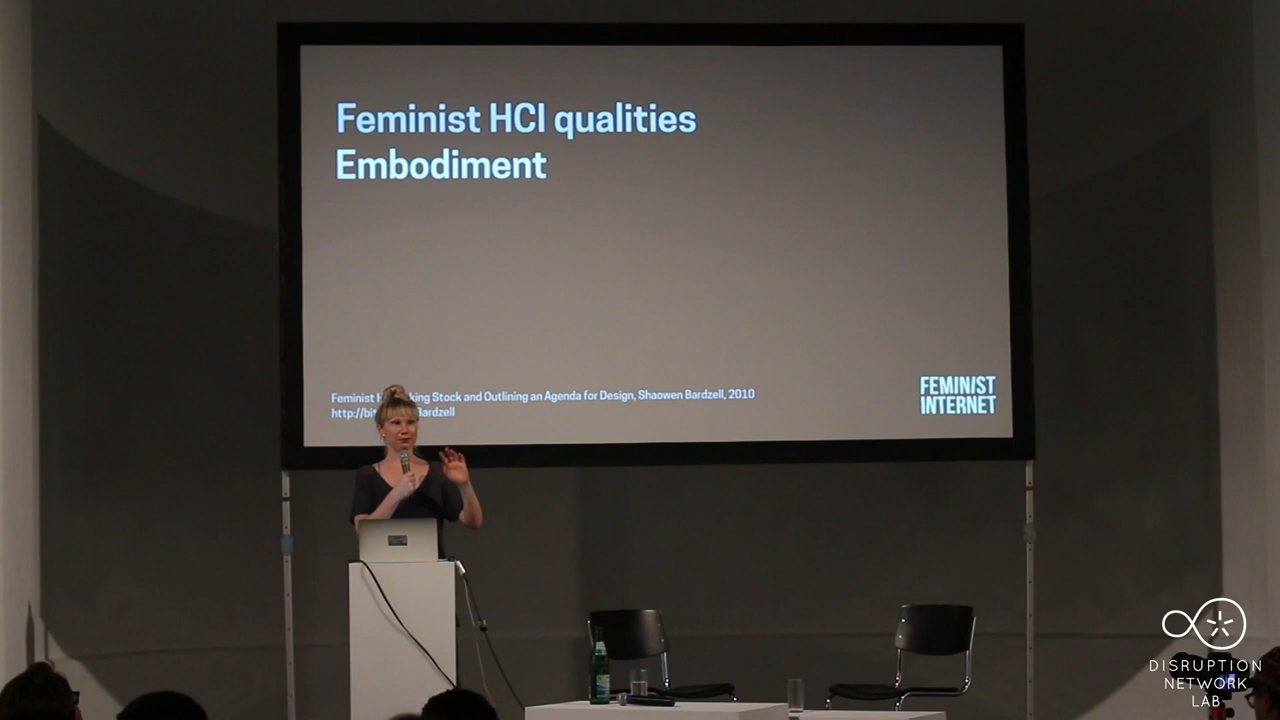 Feminist HCI qualities
Embodiment
Feminist H king Stock and Outlining an Agenda for Design, Shaowen Bardzell, 2010
http://bit Bardzell
FEMINIST
INTERNET
DISRUPTION
NETWORK
LAB